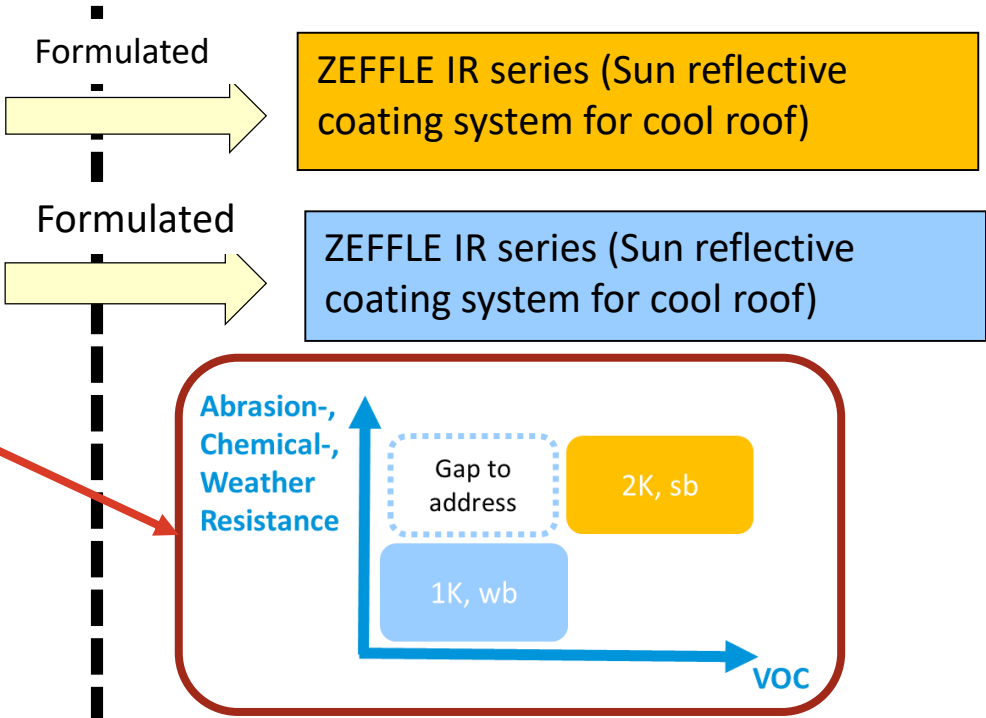 Formulated
ZEFFLE IR series (Sun reflective
coating system for cool roof)
Formulated
ZEFFLE IR series (Sun reflective
coating system for cool roof)
Abrasion-,
Chemical-,
Weather
Resistance
Gap to
address
2K, sb
1K, wb
VOC